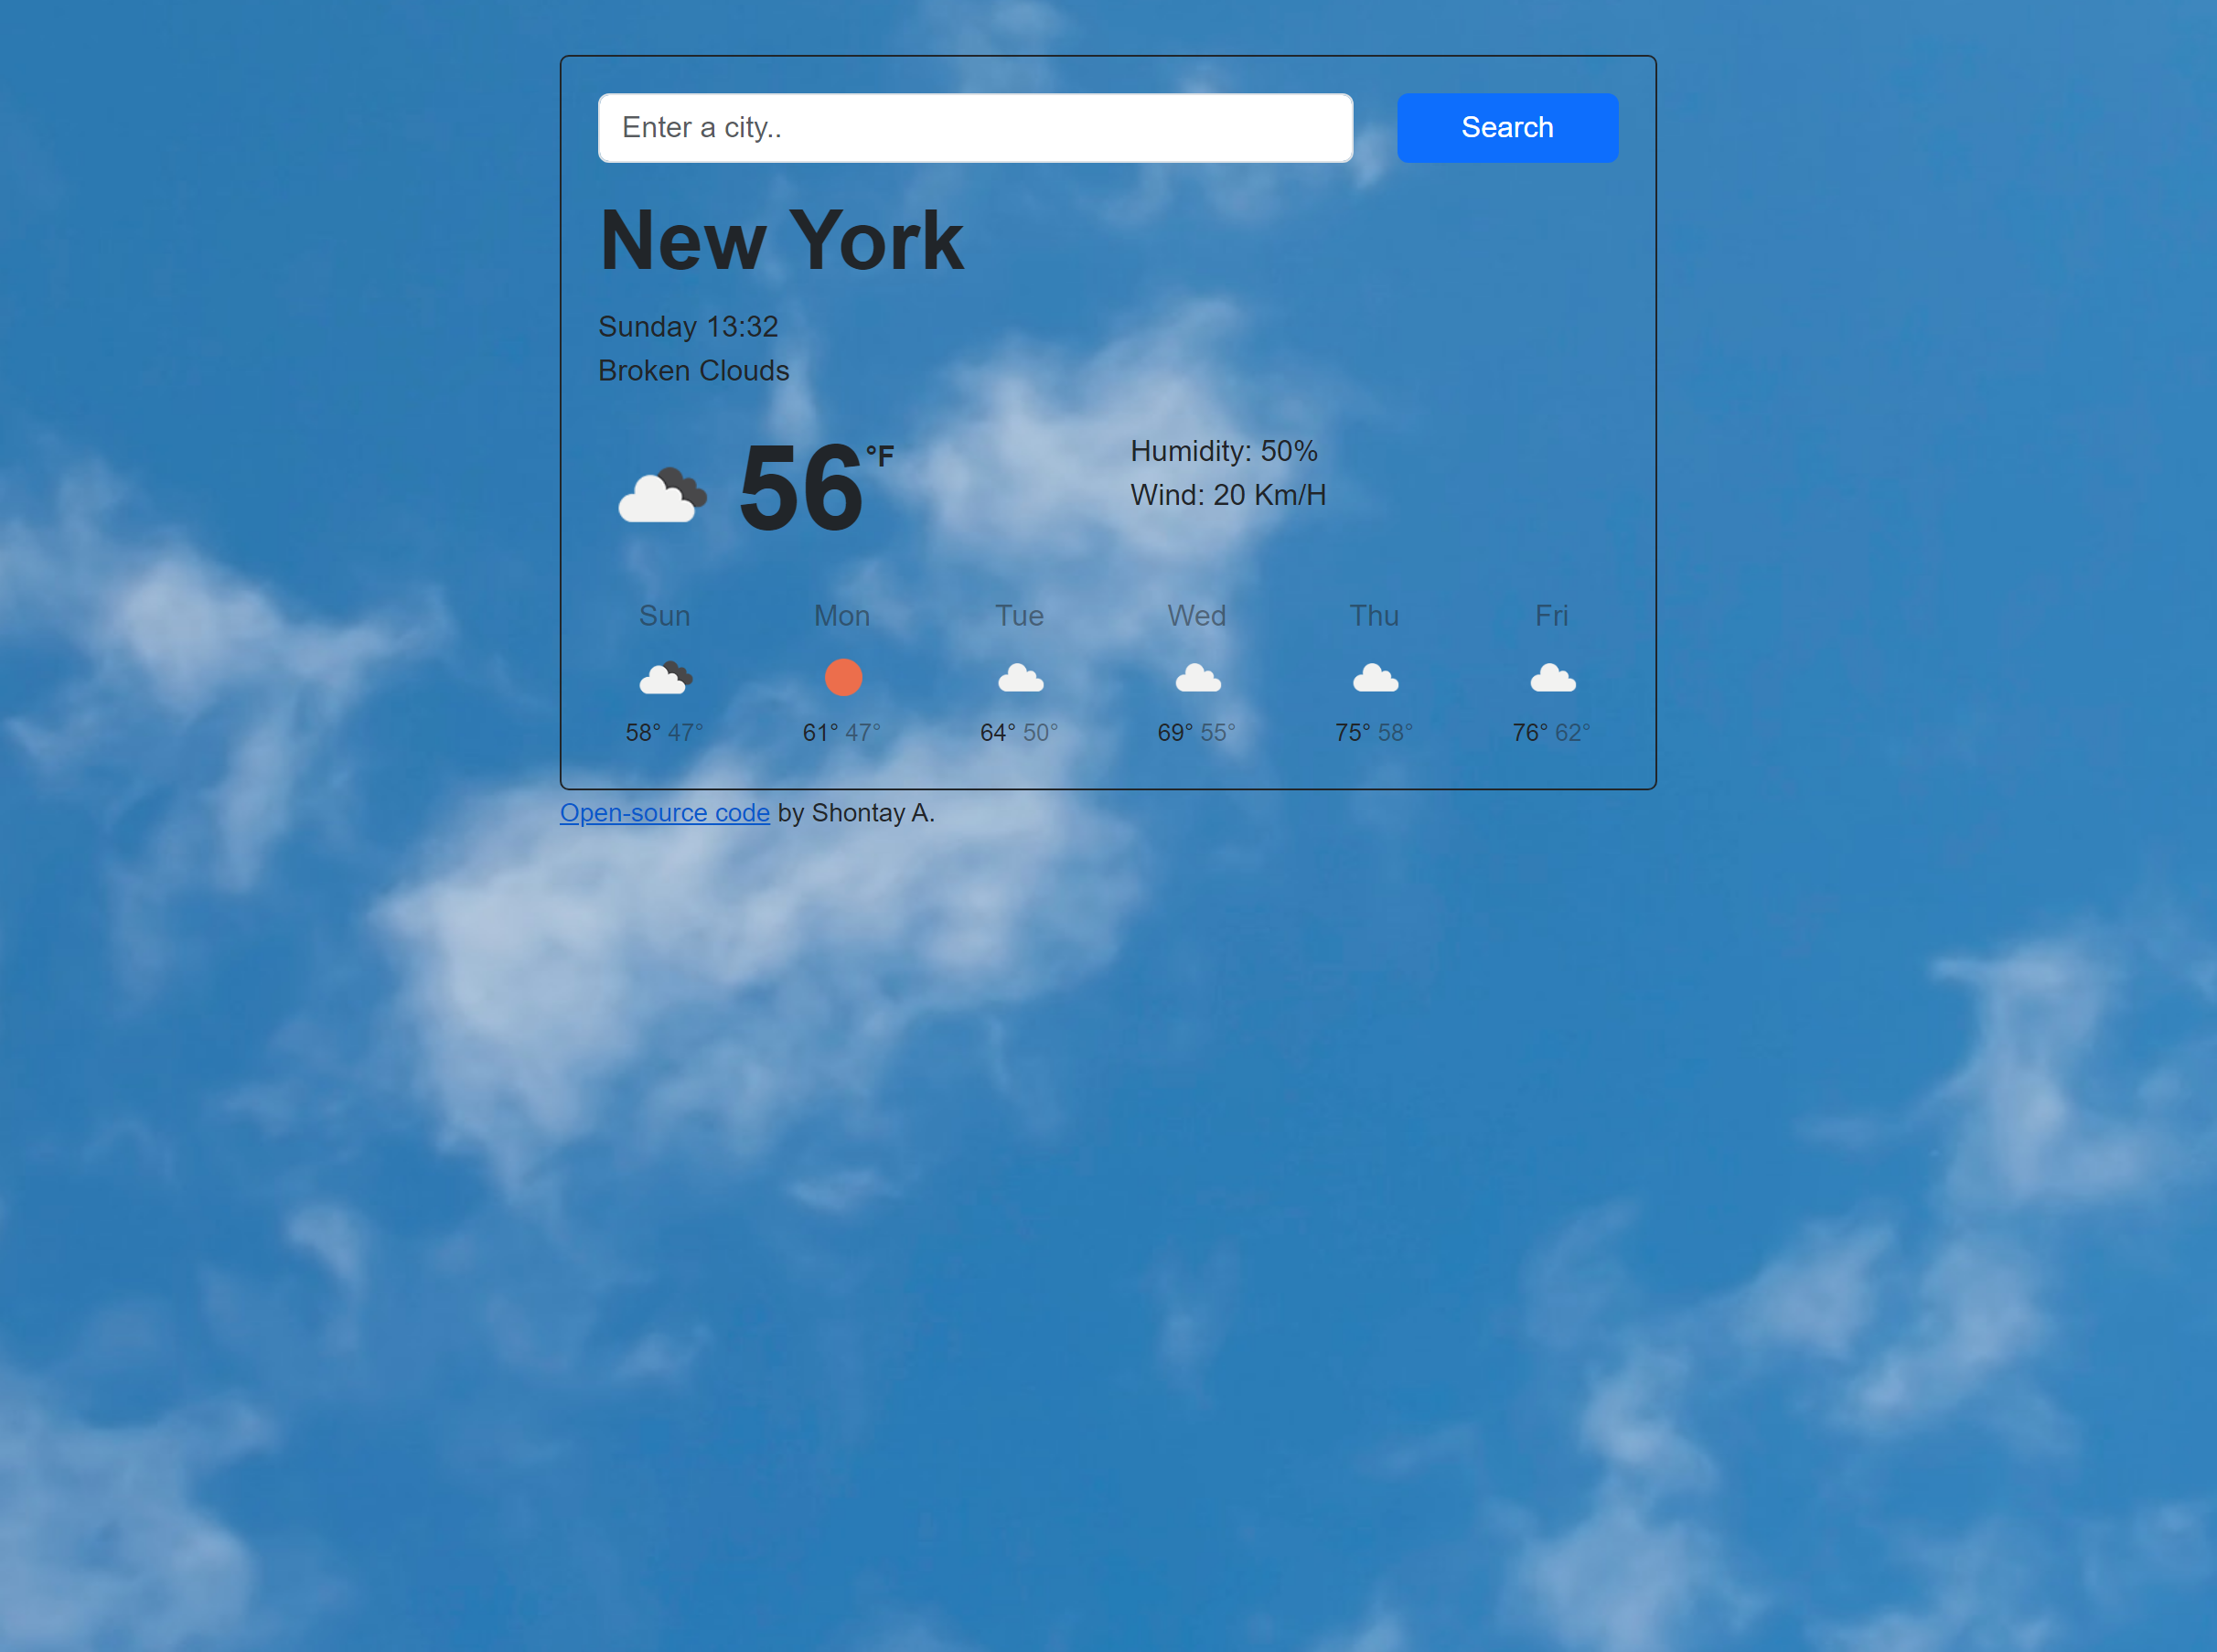 Enter a city..
Search
New York
Sunday 13:32
Broken Clouds
56°F
Humidity: 50%
Wind: 20 Km/H
Sun Mon Tue Wed Thu Fri
58° 47° 61° 47° 64° 50° 69° 55° 75° 58° 76° 62°
Open-source code by Shontay A.